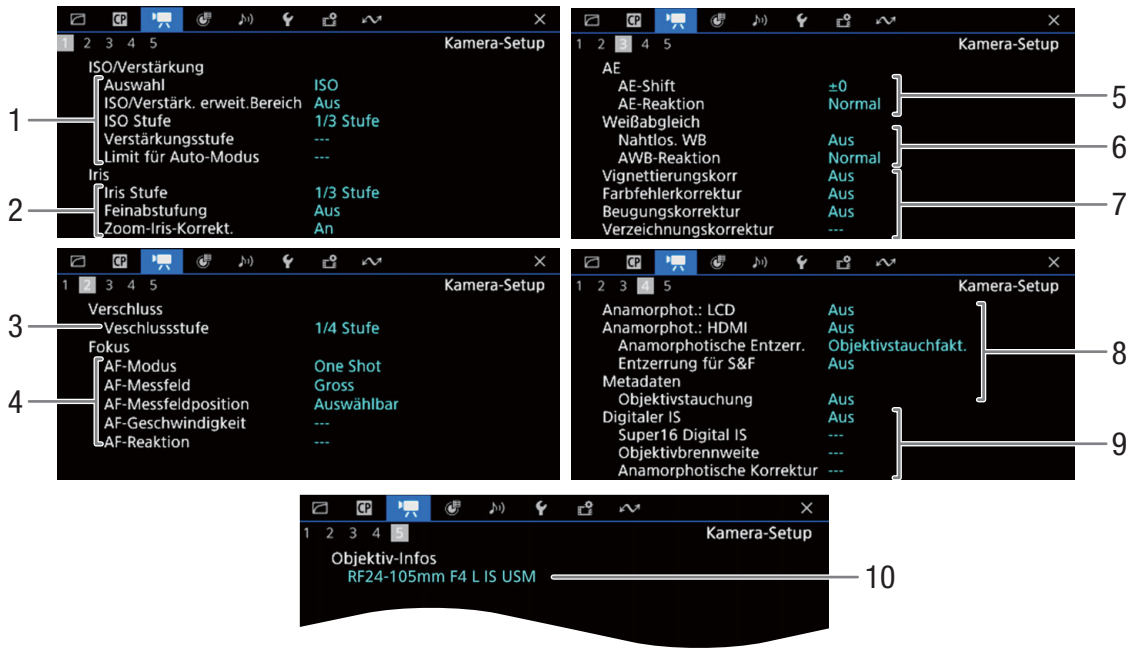 CP
1 2 3 4 5 Kamera-Setup
ISO/Verstärkung
Auswahl ISO
ISO/Verstärk. erweit.Bereich Aus
ISO Stufe 1/3 Stufe
Verstärkungsstufe ---
Limit für Auto-Modus ---
1
Iris
Iris Stufe 1/3 Stufe
Feinabstufung Aus
Zoom-Iris-Korrekt. An
2
CP
1 2 3 4 5 Kamera-Setup
AE
AE-Shift ±0
AE-Reaktion Normal
5
Weißabgleich
Nahtlos. WB Aus
AWB-Reaktion Normal
6
Vignettierungskorr Aus
Farbfehlerkorrektur Aus
Beugungskorrektur Aus
Verzeichnungskorrektur ---
7
CP
1 2 3 4 5 Kamera-Setup
Verschluss
3 Veschlussstufe 1/4 Stufe
Fokus
AF-Modus One Shot
AF-Messfeld Gross
AF-Messfeldposition Auswählbar
AF-Geschwindigkeit ---
AF-Reaktion ---
4
CP
1 2 3 4 5 Kamera-Setup
Anamorphot.: LCD Aus
Anamorphot.: HDMI Aus
Anamorphotische Entzerr. Objektivstauchfakt.
Entzerrung für S&F Aus
Metadaten
Objektivstauchung Aus
8
Digitaler IS Aus
Super16 Digital IS ---
Objektivbrennweite ---
Anamorphotische Korrektur ---
9
CP
1 2 3 4 5 Kamera-Setup
Objektiv-Infos
RF24-105mm F4 L IS USM 10